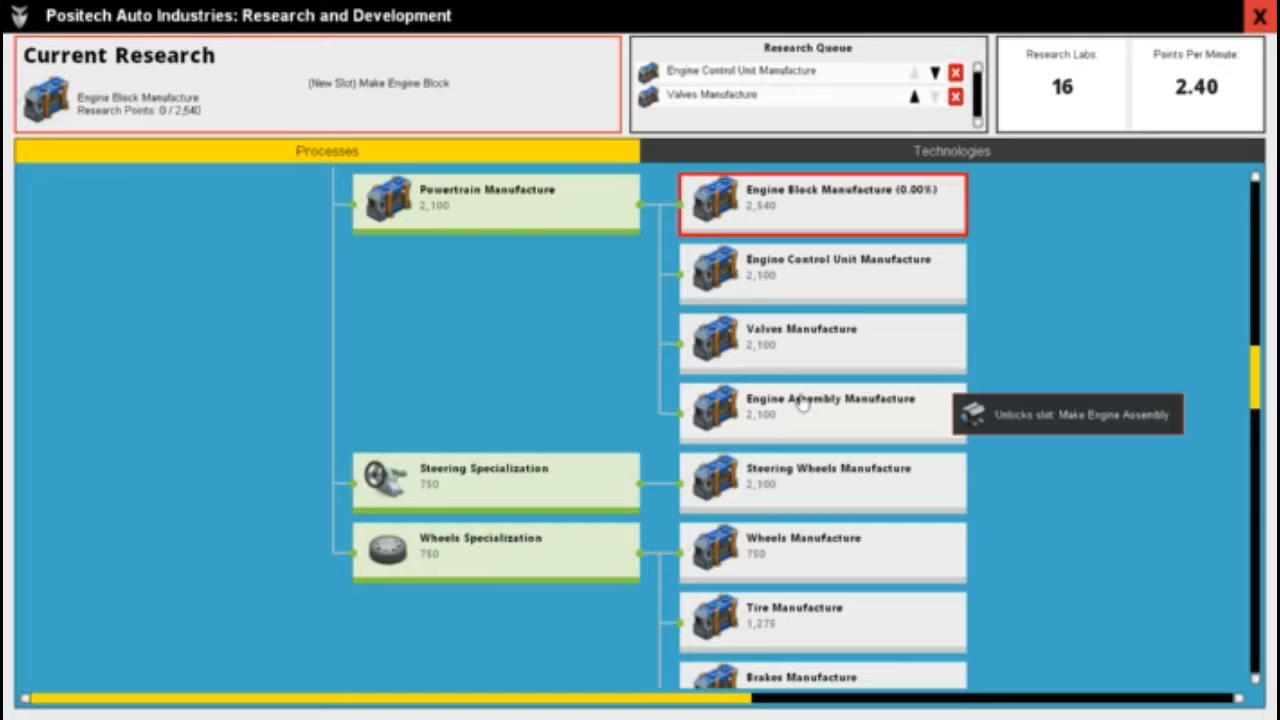 Positech Auto Industries: Research and Development
X
Current Research
(New Slot) Make Engine Block
Engine Block Manufacture
Research Points: 0 / 2,540
Research Queue
Engine Control Unit Manufacture
Valves Manufacture
Research Labs:
16
Points Per Minute:
2.40
Processes
Technologies
Powertrain Manufacture
2,100
Engine Block Manufacture (0.00%)
2,540
Engine Control Unit Manufacture
2,100
Valves Manufacture
2,100
Engine Assembly Manufacture
2,100
Unlocks slot: Make Engine Assembly
Steering Specialization
750
Steering Wheels Manufacture
2,100
Wheels Specialization
750
Wheels Manufacture
750
Tire Manufacture
1,275
Brakes Manufacture